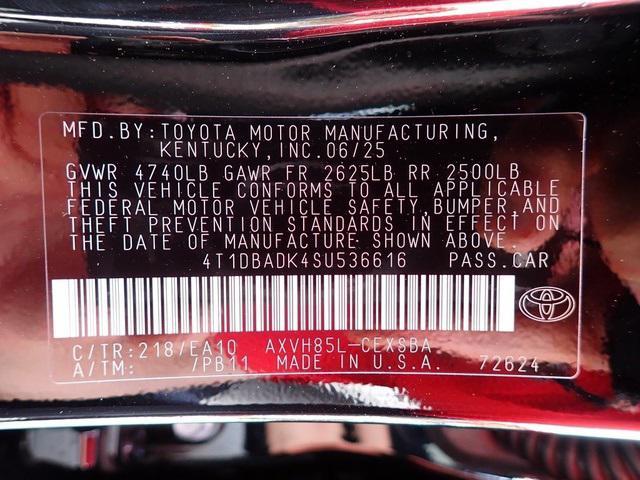 MFD.BY:TOYOTA MOTOR MANUFACTURING,
KENTUCKY,INC.06/25
GVWR 4740LB GAWR FR 2625LB RR 2500LB
THIS VEHICLE CONFORMS TO ALL APPLICABLE
FEDERAL MOTOR VEHICLE SAFETY,BUMPER,AND
THEFT PREVENTION STANDARDS IN EFFECT ON
THE DATE OF MANUFACTURE SHOWN ABOVE.
4T1DBADK4SU536616 PASS.CAR
C/TR:218/EA10 AXVH85L-CEXSBA
A/TM: /PB11 MADE IN U.S.A. 72624